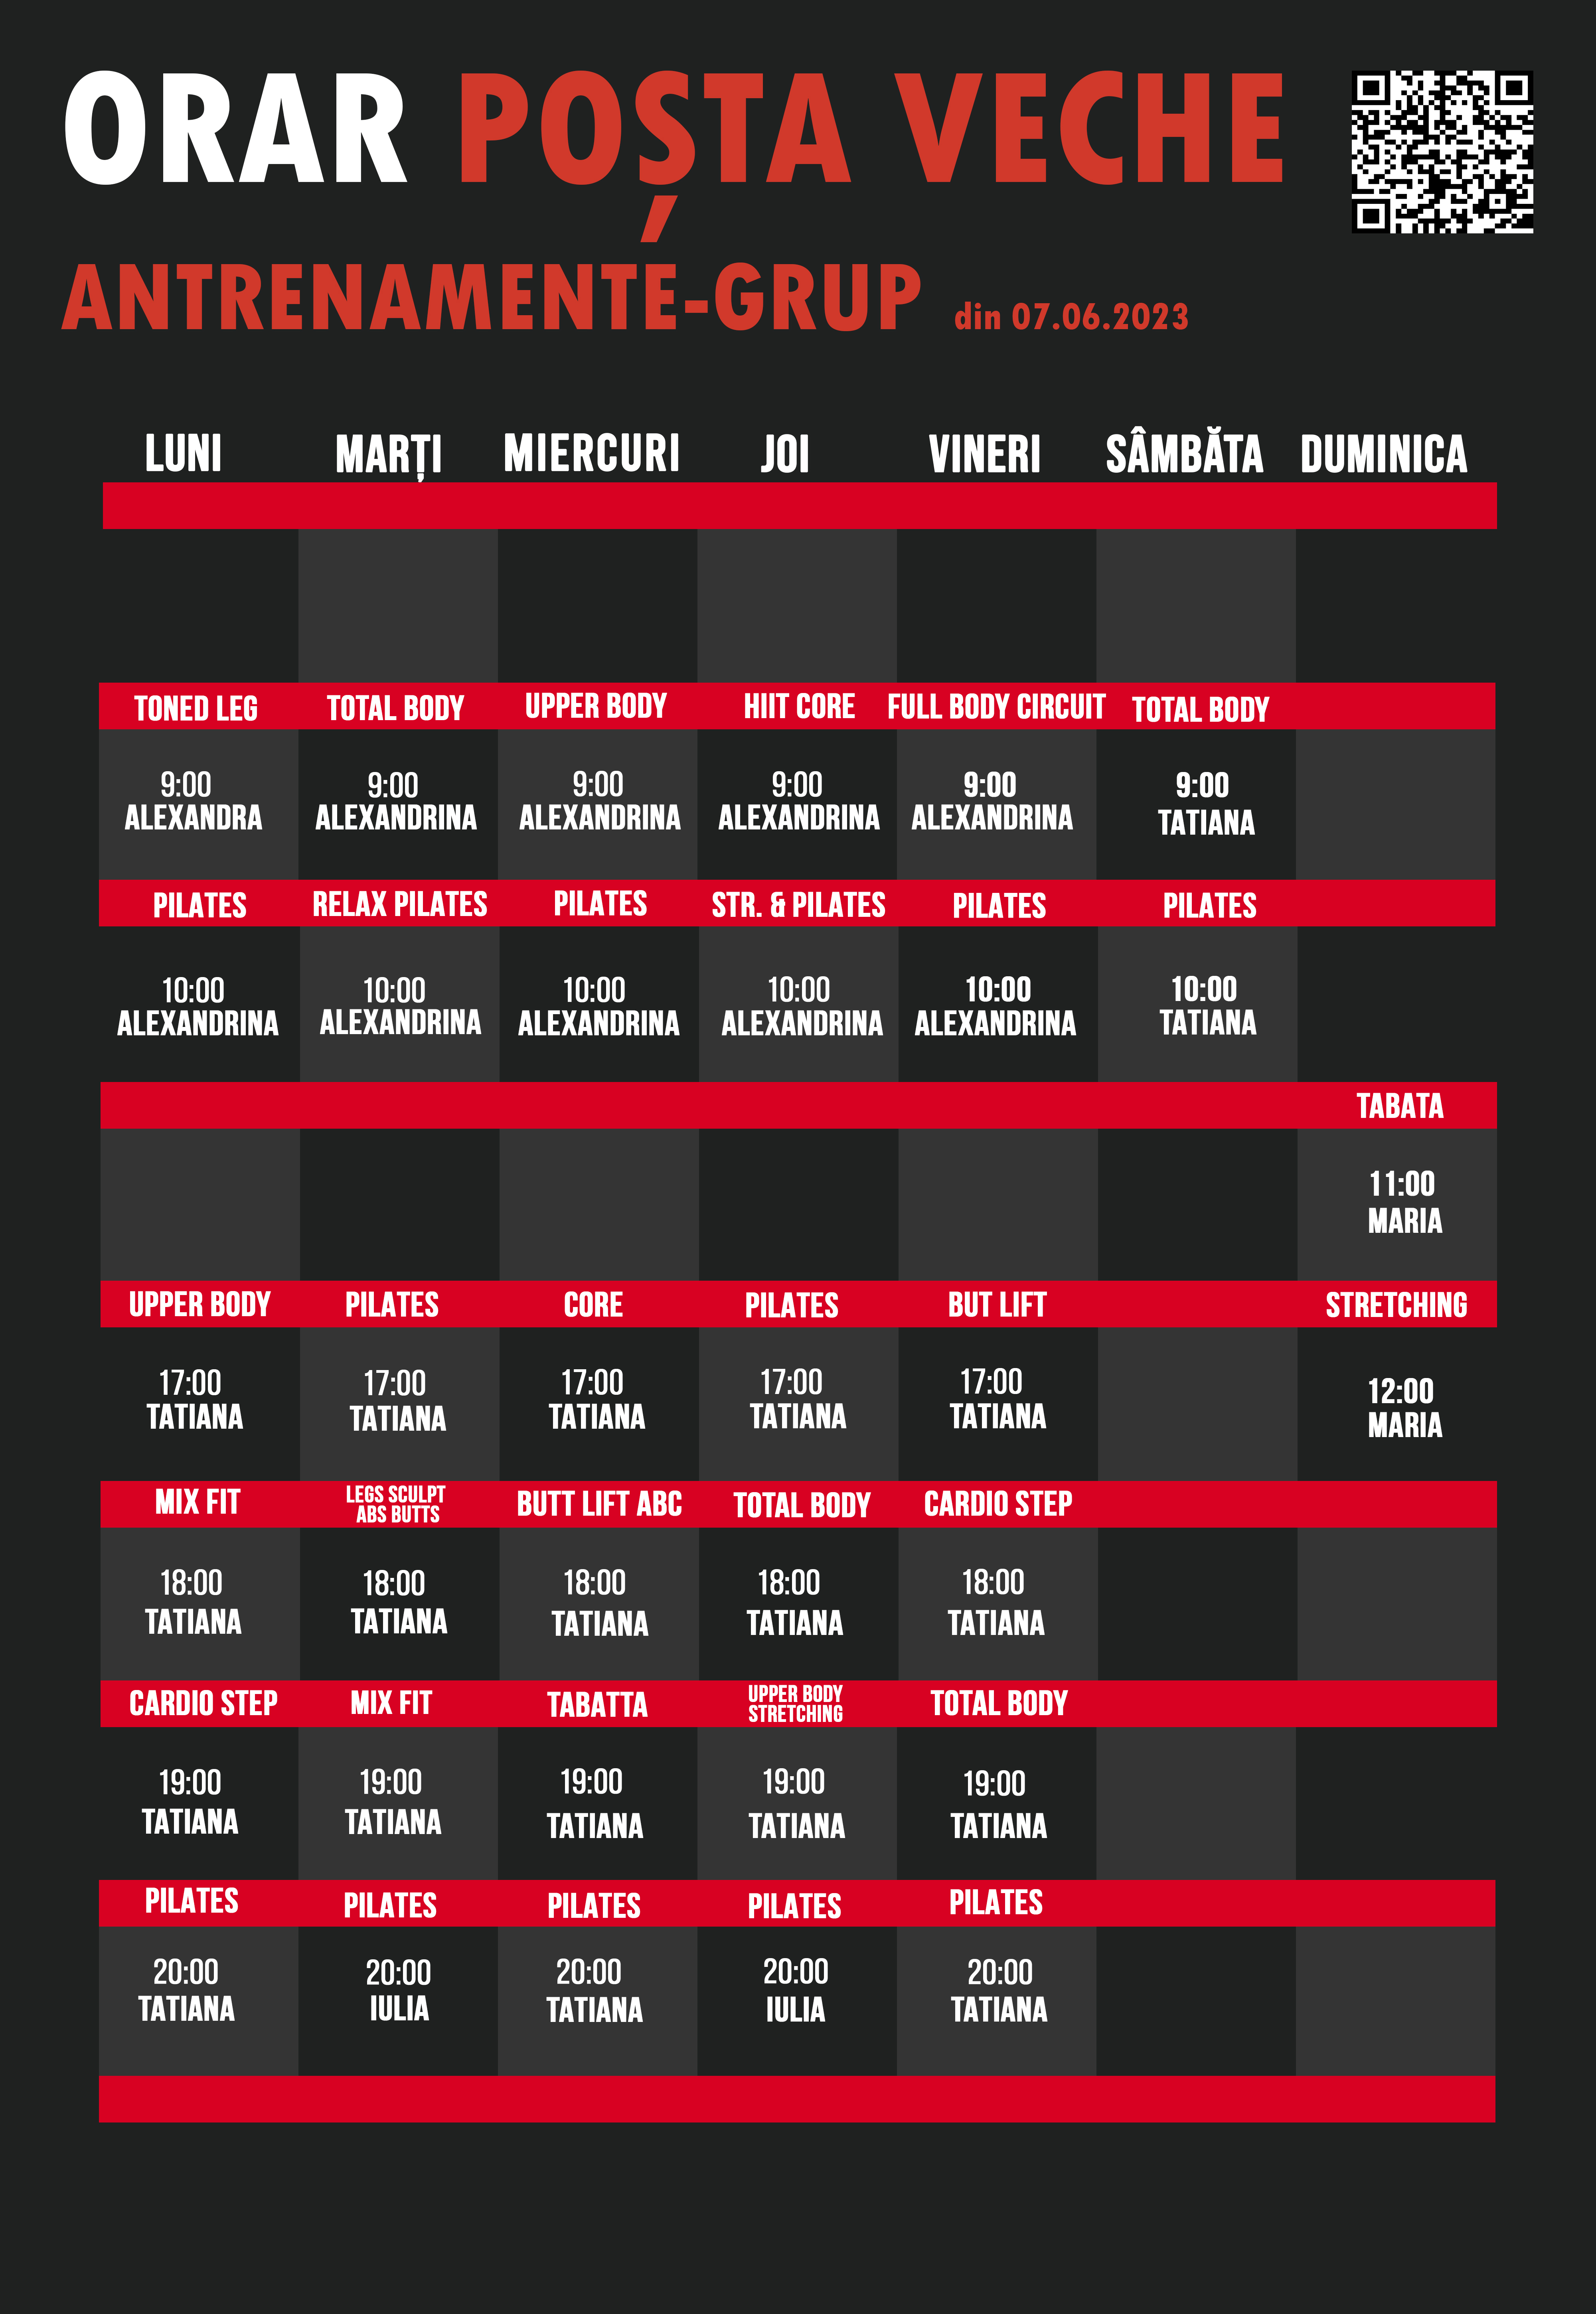 ORAR POȘTA VECHE
ANTRENAMENTE-GRUP din 07.06.2023
LUNI MARȚI MIERCURI JOI VINERI SÂMBĂTA DUMINICA
TONED LEG TOTAL BODY UPPER BODY HIIT CORE FULL BODY CIRCUIT TOTAL BODY
9:00 9:00 9:00 9:00 9:00 9:00
ALEXANDRA ALEXANDRINA ALEXANDRINA ALEXANDRINA ALEXANDRINA TATIANA
PILATES RELAX PILATES PILATES STR. & PILATES PILATES PILATES
10:00 10:00 10:00 10:00 10:00 10:00
ALEXANDRINA ALEXANDRINA ALEXANDRINA ALEXANDRINA ALEXANDRINA TATIANA
TABATA
11:00
MARIA
UPPER BODY PILATES CORE PILATES BUT LIFT STRETCHING
17:00 17:00 17:00 17:00 17:00 12:00
TATIANA TATIANA TATIANA TATIANA TATIANA MARIA
MIX FIT LEGS SCULPT ABS BUTTS BUTT LIFT ABC TOTAL BODY CARDIO STEP
18:00 18:00 18:00 18:00 18:00
TATIANA TATIANA TATIANA TATIANA TATIANA
CARDIO STEP MIX FIT TABATTA UPPER BODY STRETCHING TOTAL BODY
19:00 19:00 19:00 19:00 19:00
TATIANA TATIANA TATIANA TATIANA TATIANA
PILATES PILATES PILATES PILATES PILATES
20:00 20:00 20:00 20:00 20:00
TATIANA IULIA TATIANA IULIA TATIANA